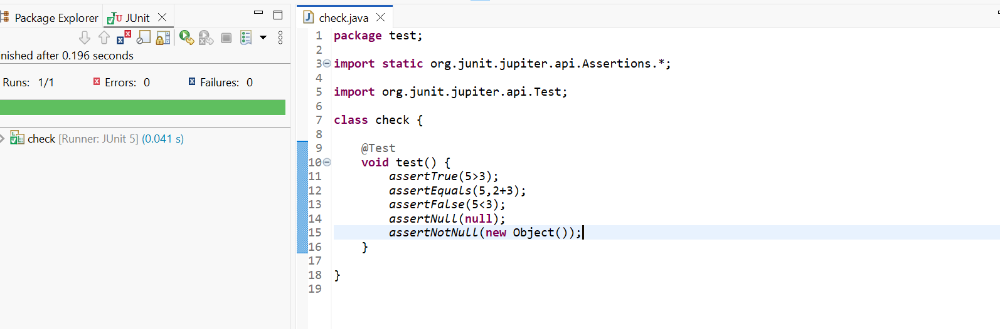 Package Explorer
JUnit
nished after 0.196 seconds
Runs: 1/1 Errors: 0 Failures: 0
check [Runner: JUnit 5] (0.041 s)
check.java
1 package test;
2
3 import static org.junit.jupiter.api.Assertions.*;
4
5 import org.junit.jupiter.api.Test;
6
7 class check {
8
9     @Test
10     void test() {
11         assertTrue(5>3);
12         assertEquals(5,2+3);
13         assertFalse(5<3);
14         assertNull(null);
15         assertNotNull(new Object());
16     }
17
18 }
19